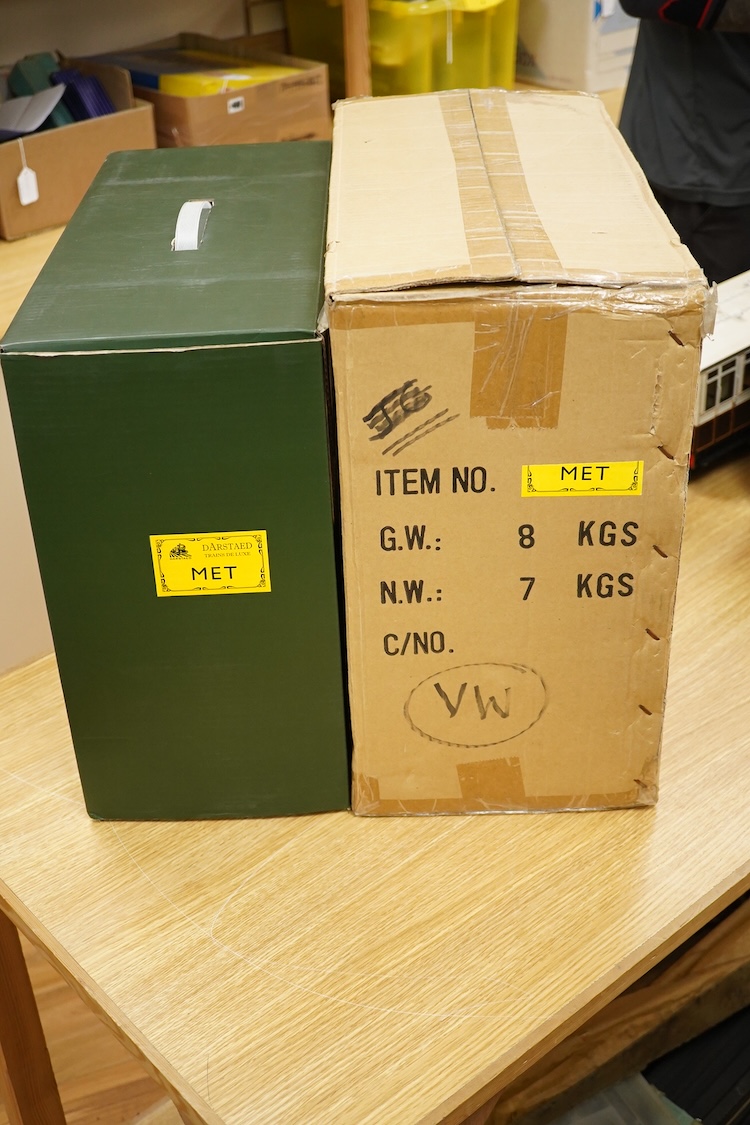 DARSTAED
TRAINS DE LUXE
MET
ITEM NO. MET
G.W.: 8 KGS
N.W.: 7 KGS
C/NO.
VW